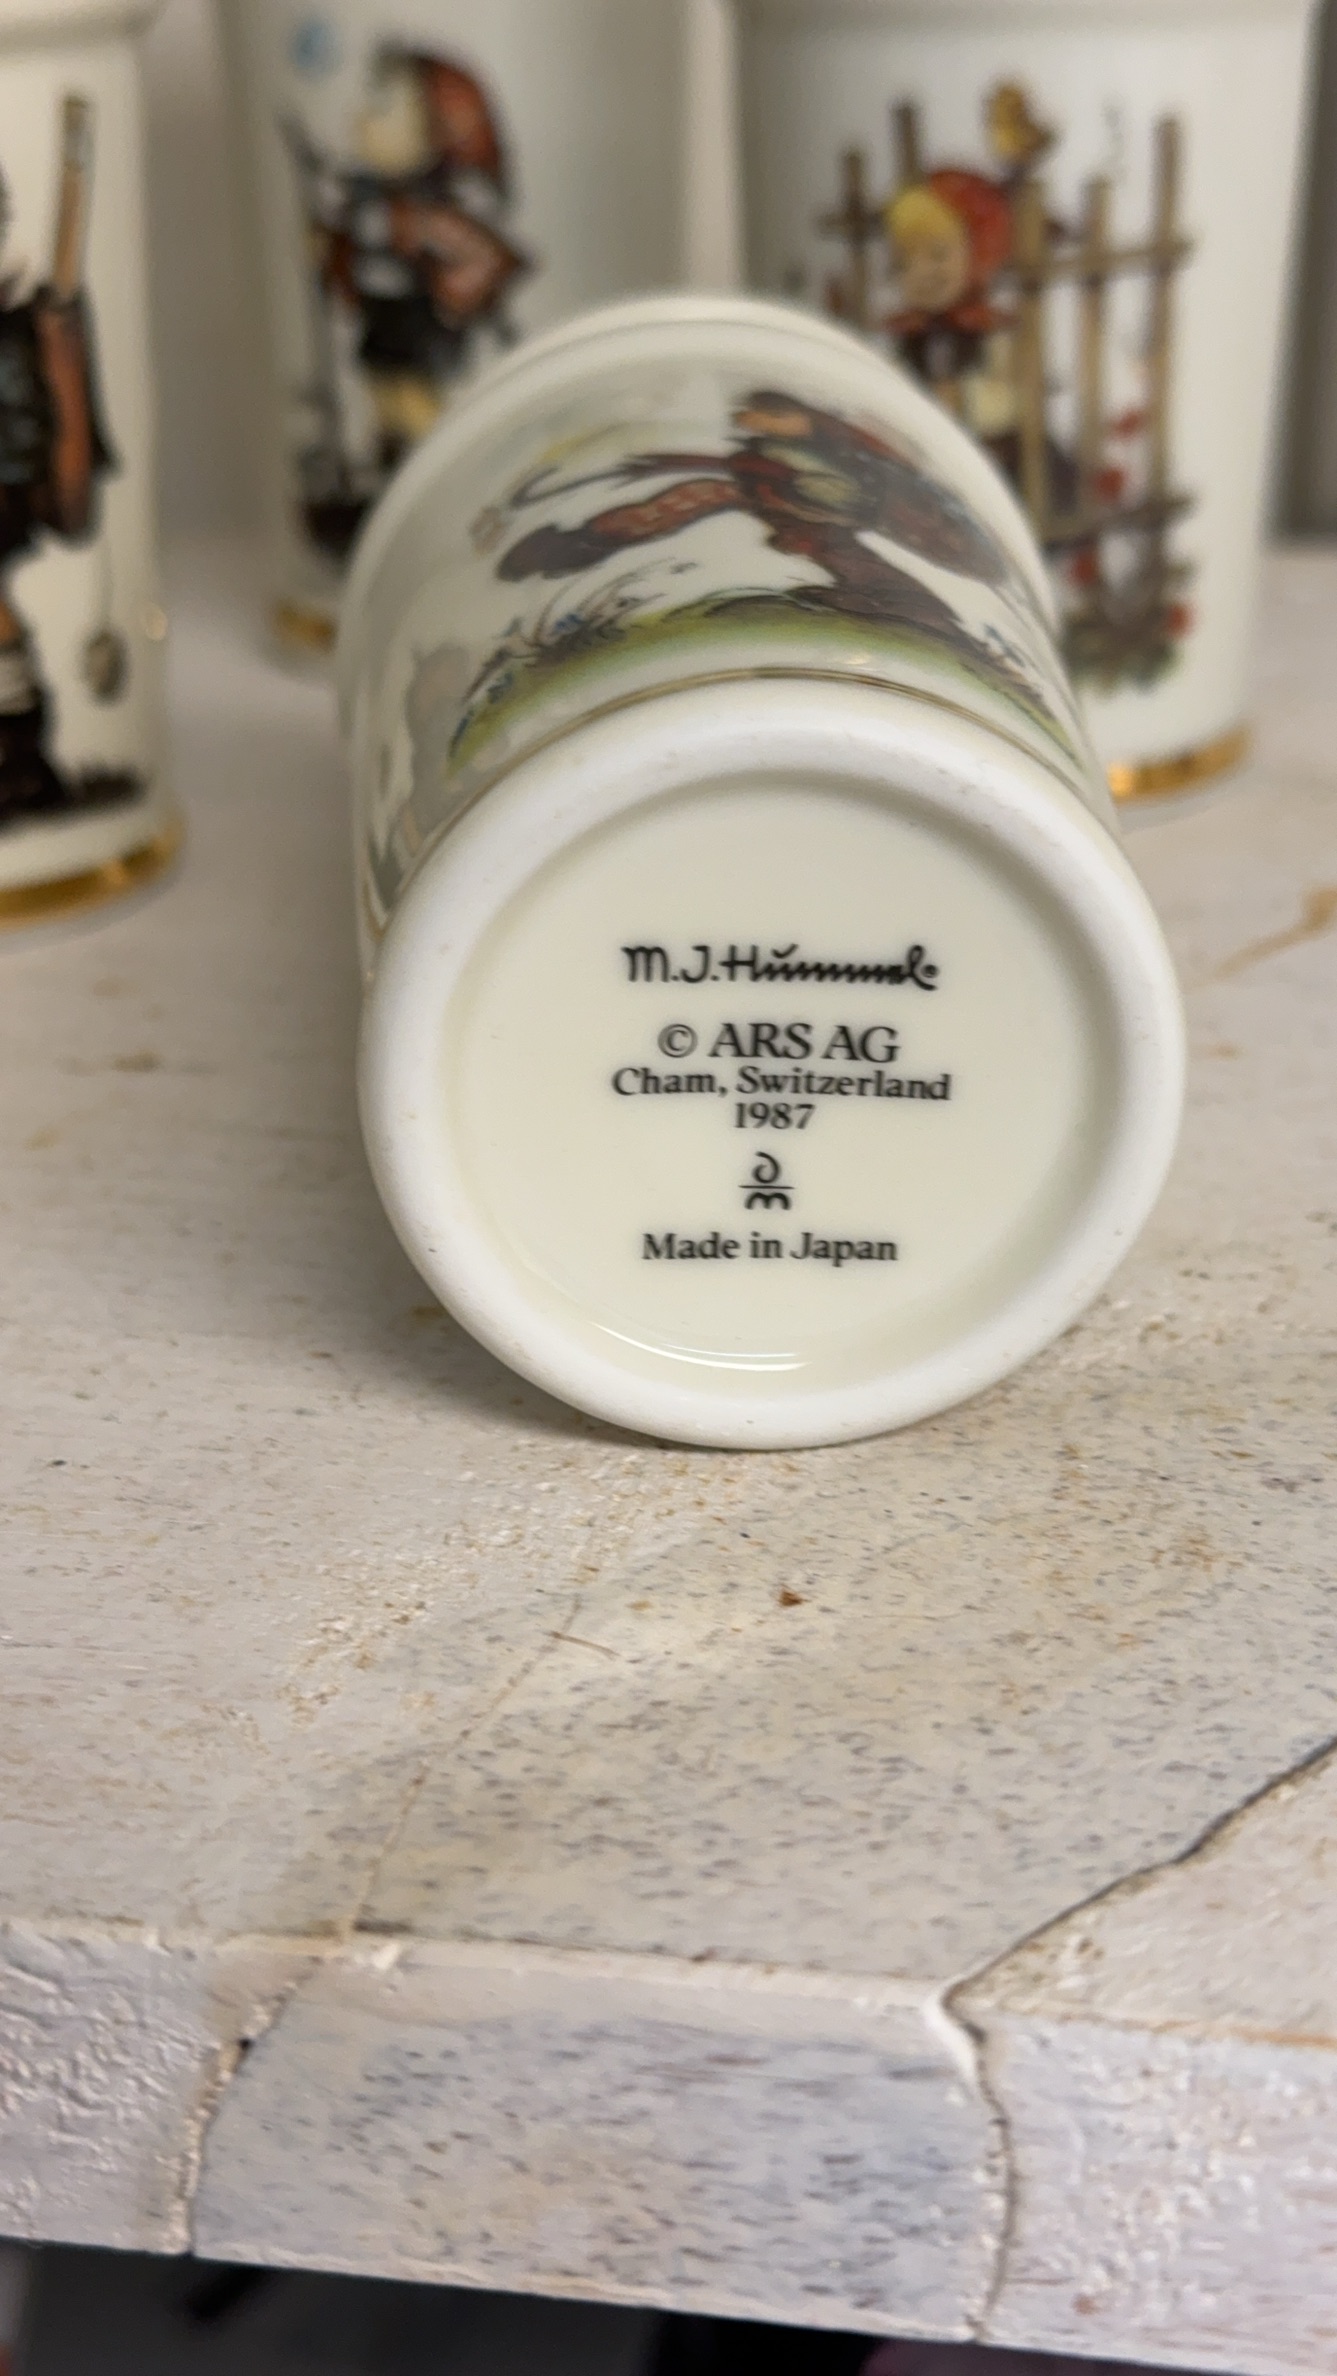 M.J.Hummel®
© ARS AG
Cham, Switzerland
1987
Made in Japan